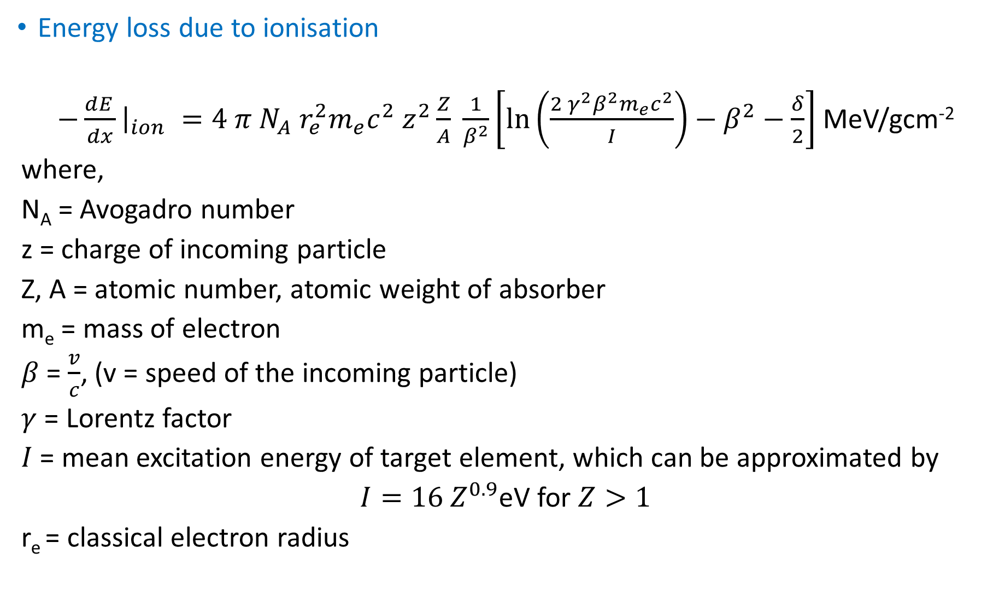 • Energy loss due to ionisation
$-\frac{dE}{dx}|_{ion} = 4\,\pi\,N_A\,r_e^2 m_e c^2\,z^2 \frac{Z}{A}\,\frac{1}{\beta^2}\left[\ln\left(\frac{2\,\gamma^2\beta^2 m_e c^2}{I}\right) - \beta^2 - \frac{\delta}{2}\right]$ MeV/gcm$^{-2}$
where,
N$_A$ = Avogadro number
z = charge of incoming particle
Z, A = atomic number, atomic weight of absorber
m$_e$ = mass of electron
$\beta = \frac{v}{c}$, (v = speed of the incoming particle)
$\gamma$ = Lorentz factor
$I$ = mean excitation energy of target element, which can be approximated by
$I = 16\,Z^{0.9}$eV for $Z > 1$
r$_e$ = classical electron radius